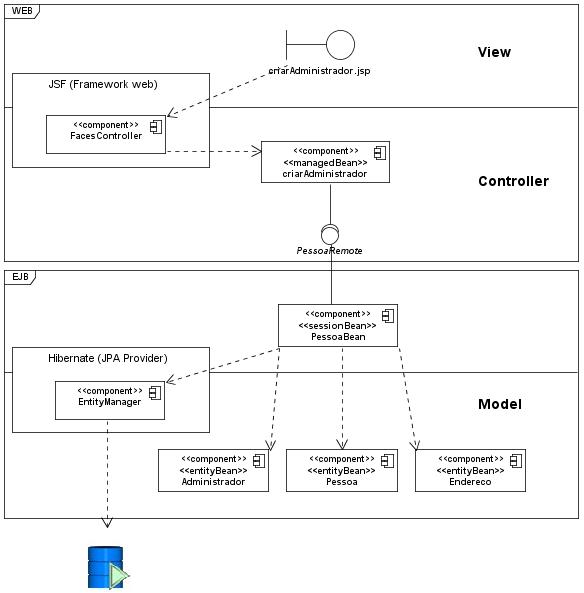 WEB
View
criarAdministrador.jsp
JSF (Framework web)
<<component>>
FacesController
<<component>>
<<managedBean>>
criarAdministrador
Controller
PessoaRemote
EJB
<<component>>
<<sessionBean>>
PessoaBean
Hibernate (JPA Provider)
<<component>>
EntityManager
Model
<<component>>
<<entityBean>>
Administrador
<<component>>
<<entityBean>>
Pessoa
<<component>>
<<entityBean>>
Endereco